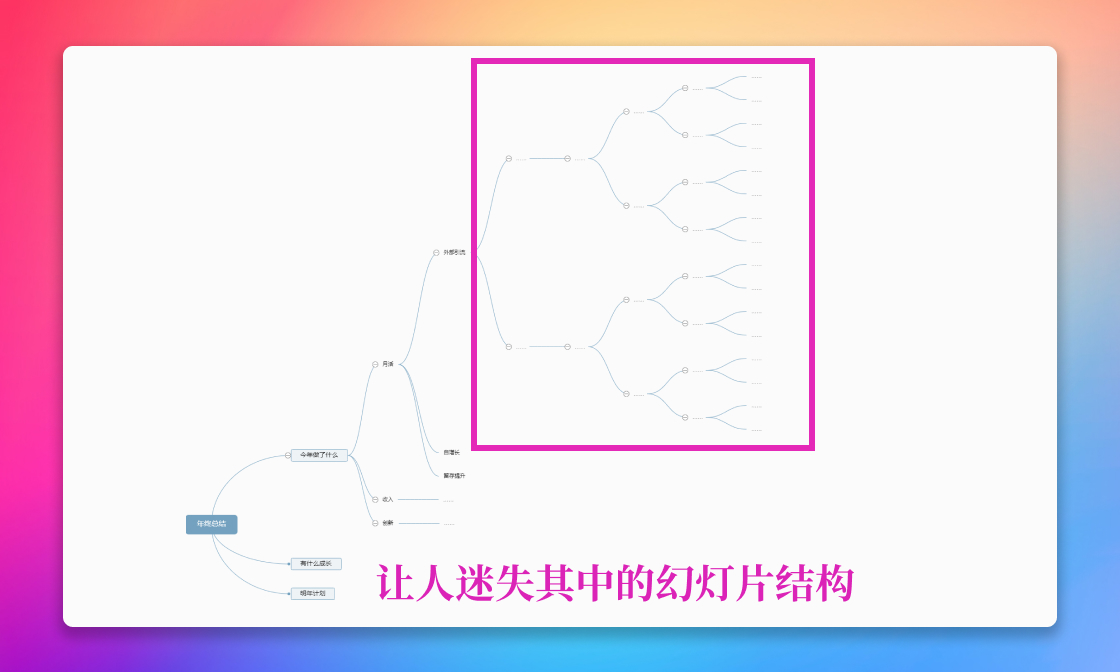 外部引流
月活
自增长
今年做了什么
留存提升
收入
创新
年终总结
有什么成长
明年计划
让人迷失其中的幻灯片结构